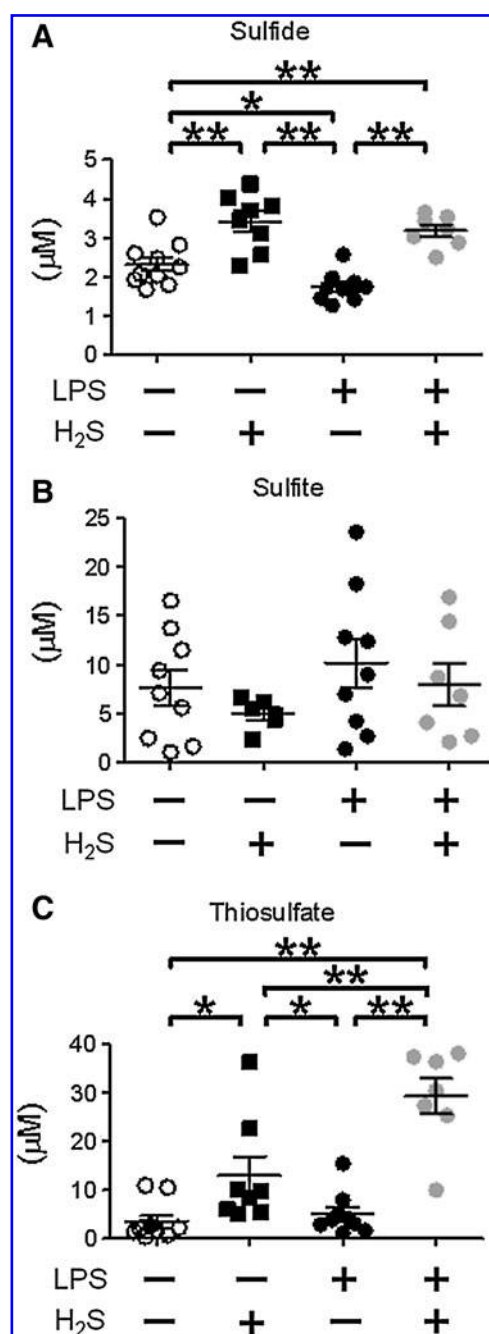 A
Sulfide
**
*
** ** **
5
4
3
2
1
0
(μM)
LPS — — + +
H₂S — + — +
B
Sulfite
25
20
15
10
5
0
(μM)
LPS — — + +
H₂S — + — +
C
Thiosulfate
**
**
* * **
40
30
20
10
0
(μM)
LPS — — + +
H₂S — + — +